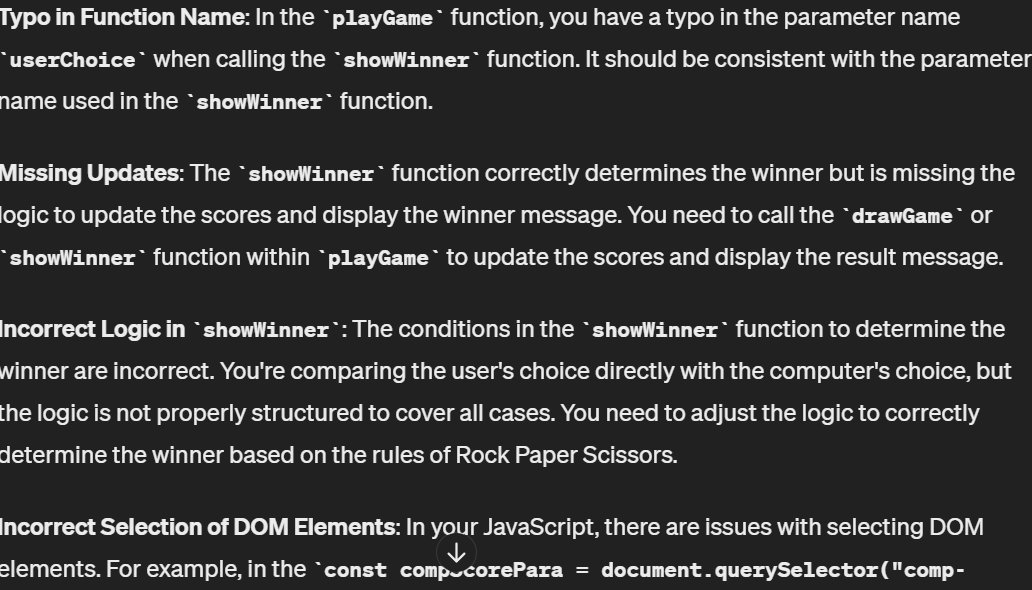 Typo in Function Name: In the `playGame` function, you have a typo in the parameter name
`userChoice` when calling the `showWinner` function. It should be consistent with the parameter
name used in the `showWinner` function.
Missing Updates: The `showWinner` function correctly determines the winner but is missing the
logic to update the scores and display the winner message. You need to call the `drawGame` or
`showWinner` function within `playGame` to update the scores and display the result message.
Incorrect Logic in `showWinner`: The conditions in the `showWinner` function to determine the
winner are incorrect. You're comparing the user's choice directly with the computer's choice, but
the logic is not properly structured to cover all cases. You need to adjust the logic to correctly
determine the winner based on the rules of Rock Paper Scissors.
Incorrect Selection of DOM Elements: In your JavaScript, there are issues with selecting DOM
elements. For example, in the `const compScorePara = document.querySelector("comp-